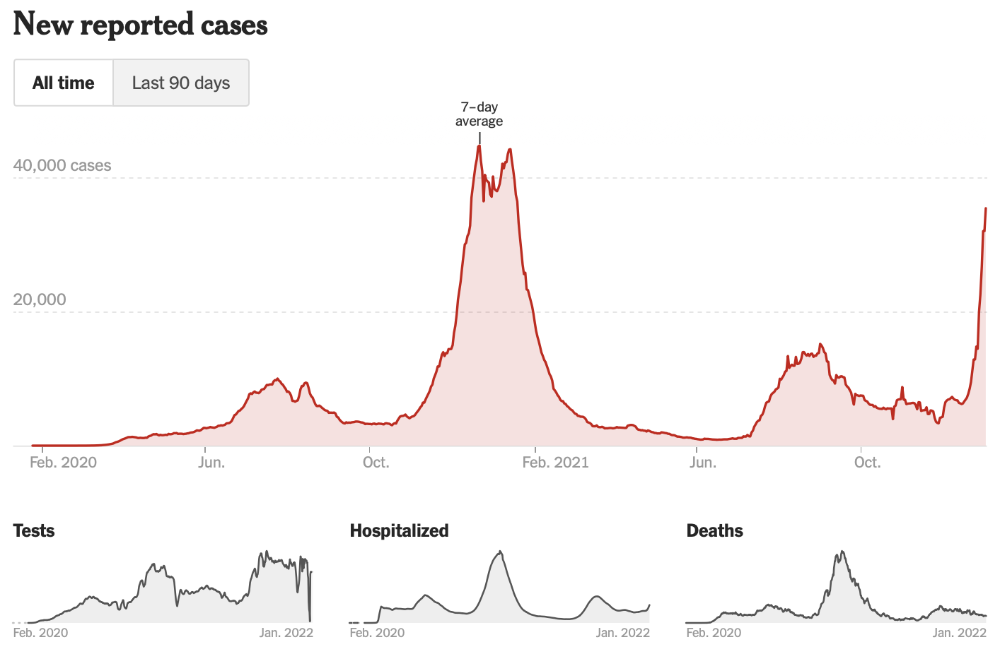 New reported cases
All time
Last 90 days
7–day
average
40,000 cases
20,000
Feb. 2020
Jun.
Oct.
Feb. 2021
Jun.
Oct.
Tests
Feb. 2020
Jan. 2022
Hospitalized
Feb. 2020
Jan. 2022
Deaths
Feb. 2020
Jan. 2022